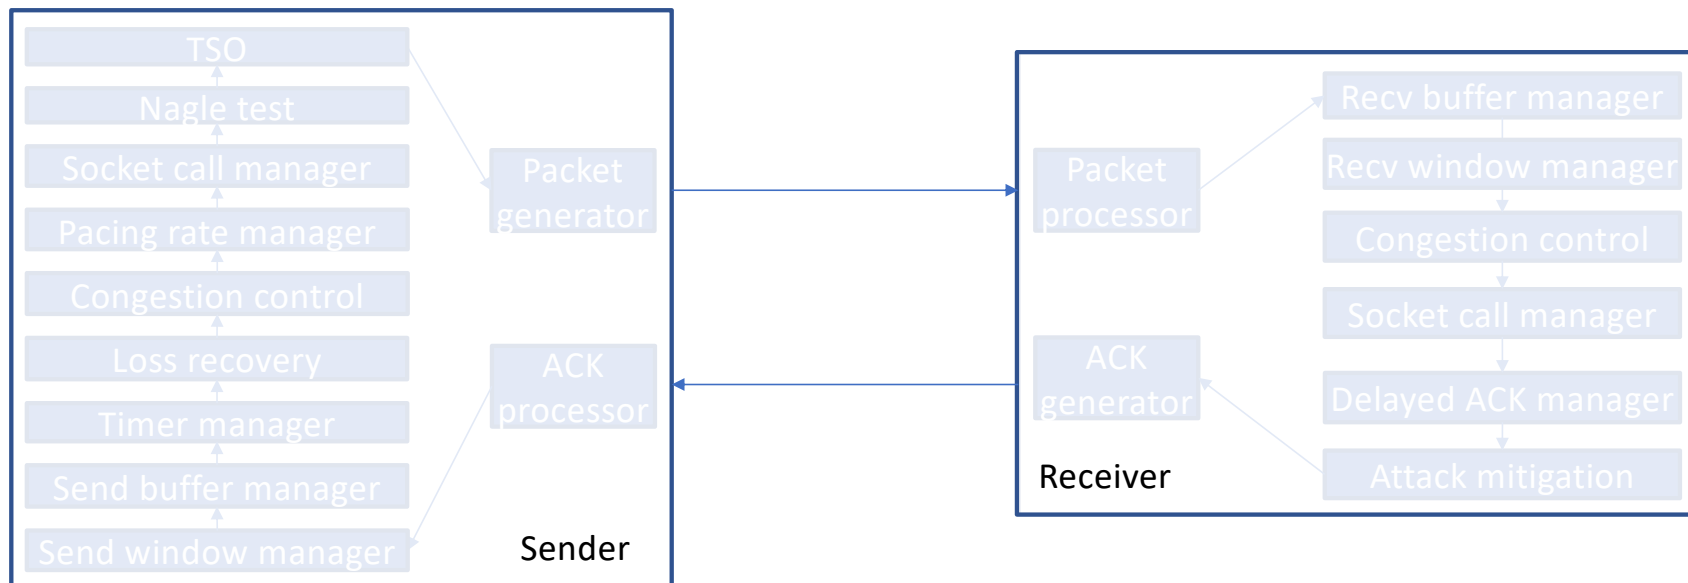 TSO
Nagle test
Socket call manager
Pacing rate manager
Congestion control
Loss recovery
Timer manager
Send buffer manager
Send window manager
Packet
generator
ACK
processor
Sender
Packet
processor
ACK
generator
Receiver
Recv buffer manager
Recv window manager
Congestion control
Socket call manager
Delayed ACK manager
Attack mitigation